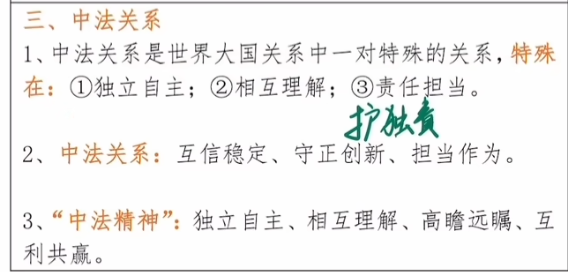 三、中法关系
1、中法关系是世界大国关系中一对特殊的关系，特殊
在：①独立自主；②相互理解；③责任担当。
护独责
2、中法关系：互信稳定、守正创新、担当作为。
3、“中法精神”：独立自主、相互理解、高瞻远瞩、互
利共赢。